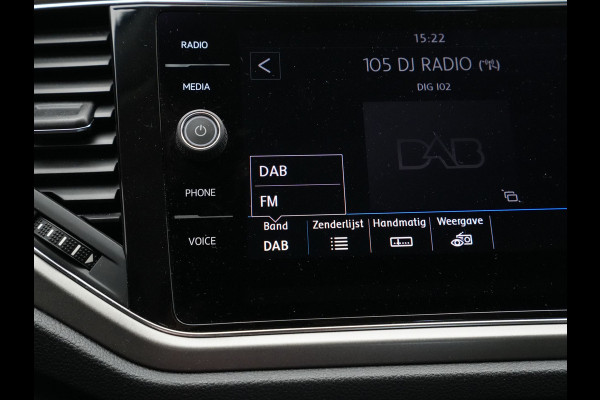 RADIO
MEDIA
PHONE
VOICE
15:22
105 DJ RADIO
DIG 102
DAB
DAB
FM
Band
DAB
Zenderlijst
Handmatig
Weergave